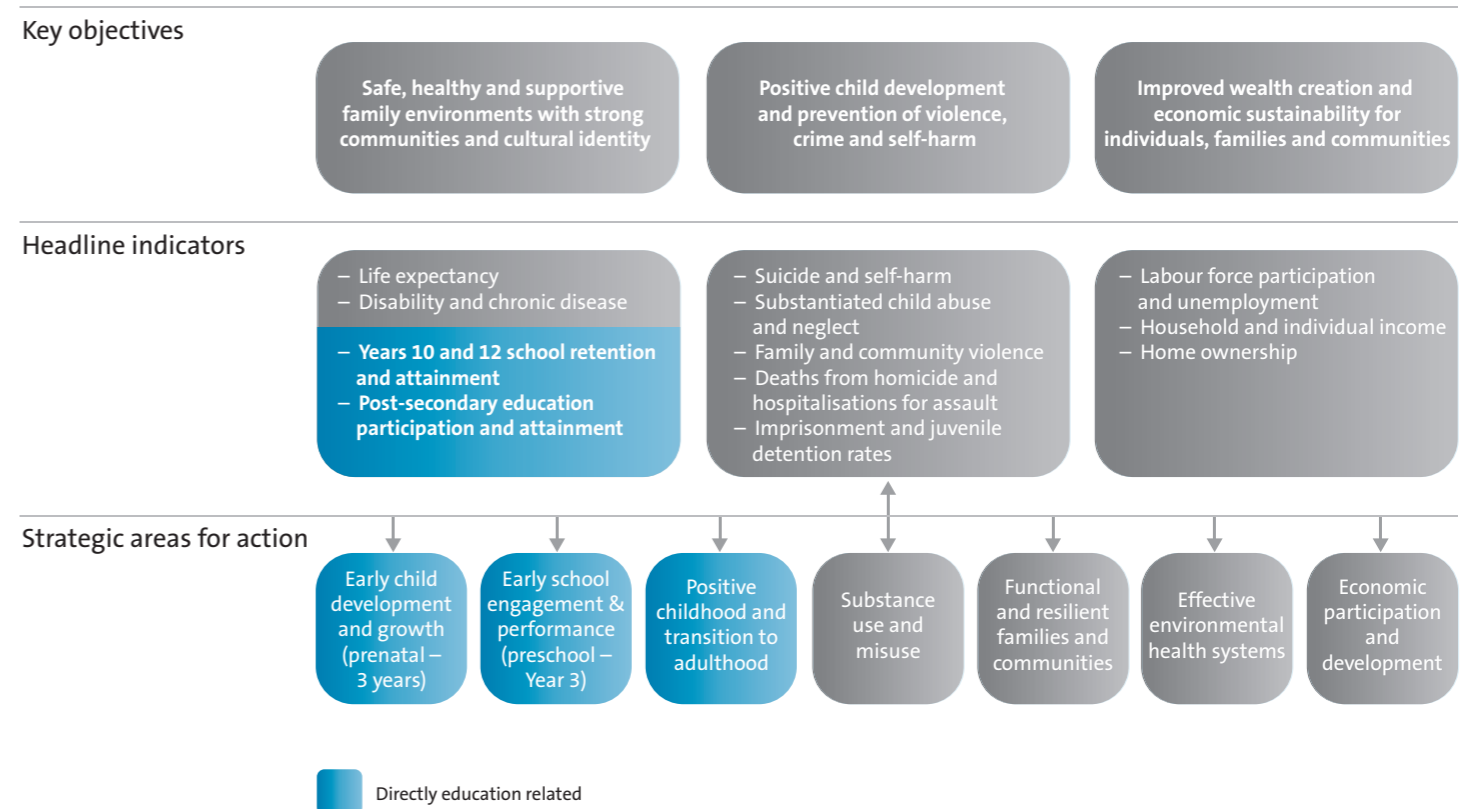 Key objectives
Safe, healthy and supportive
family environments with strong
communities and cultural identity
Positive child development
and prevention of violence,
crime and self-harm
Improved wealth creation and
economic sustainability for
individuals, families and communities
Headline indicators
– Life expectancy
– Disability and chronic disease
– Years 10 and 12 school retention
and attainment
– Post-secondary education
participation and attainment
– Suicide and self-harm
– Substantiated child abuse
and neglect
– Family and community violence
– Deaths from homicide and
hospitalisations for assault
– Imprisonment and juvenile
detention rates
– Labour force participation
and unemployment
– Household and individual income
– Home ownership
Strategic areas for action
Early child
development
and growth
(prenatal –
3 years)
Early school
engagement &
performance
(preschool –
Year 3)
Positive
childhood and
transition to
adulthood
Substance
use and
misuse
Functional
and resilient
families and
communities
Effective
environmental
health systems
Economic
participation
and
development
Directly education related